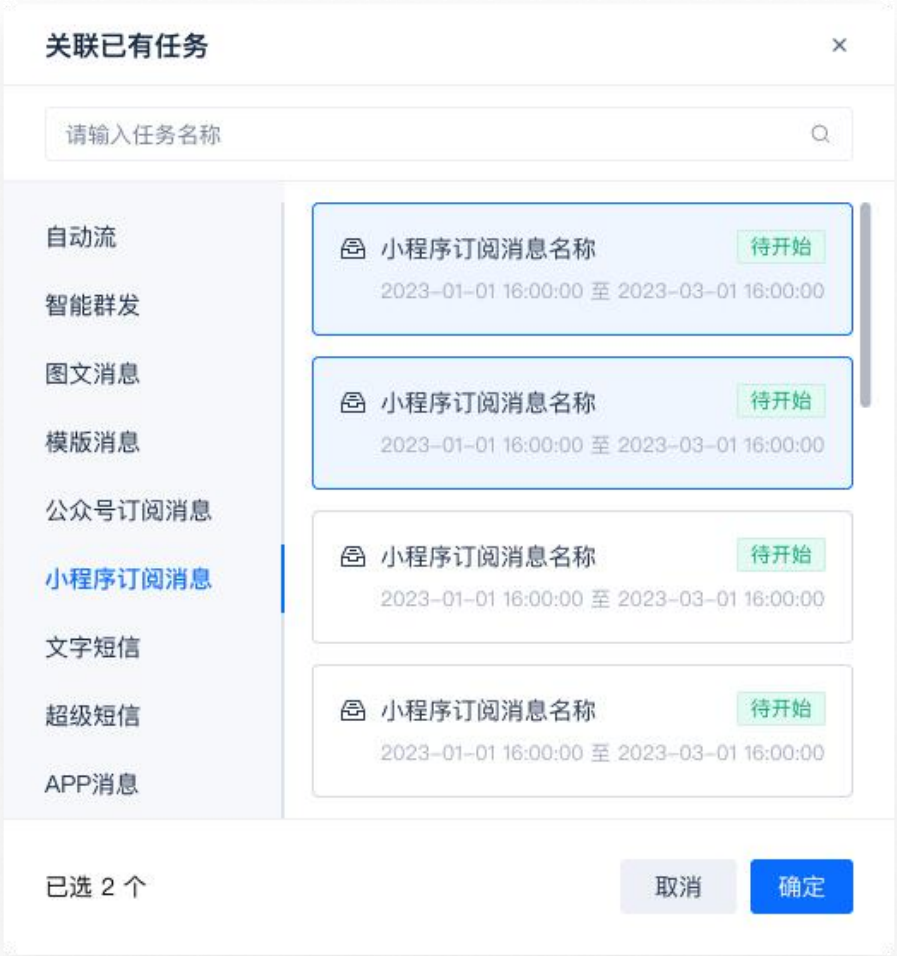 关联已有任务
请输入任务名称
自动流
智能群发
图文消息
模版消息
公众号订阅消息
小程序订阅消息
文字短信
超级短信
APP消息
小程序订阅消息名称 待开始
2023-01-01 16:00:00 至 2023-03-01 16:00:00
小程序订阅消息名称 待开始
2023-01-01 16:00:00 至 2023-03-01 16:00:00
小程序订阅消息名称 待开始
2023-01-01 16:00:00 至 2023-03-01 16:00:00
小程序订阅消息名称 待开始
2023-01-01 16:00:00 至 2023-03-01 16:00:00
已选 2 个
取消 确定